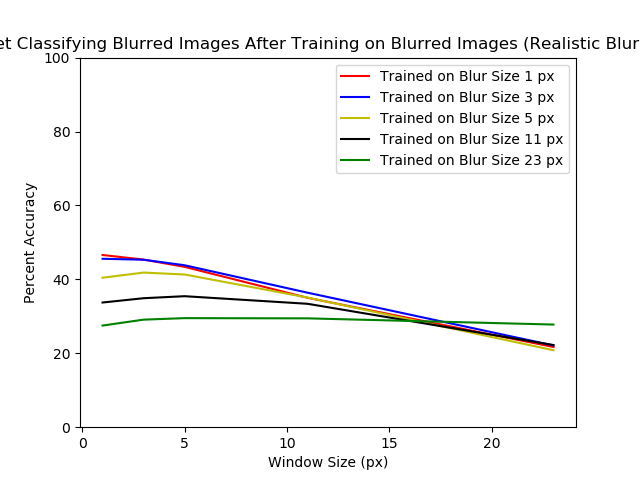 et Classifying Blurred Images After Training on Blurred Images (Realistic Blur
100
80
60
40
20
0
Percent Accuracy
Trained on Blur Size 1 px
Trained on Blur Size 3 px
Trained on Blur Size 5 px
Trained on Blur Size 11 px
Trained on Blur Size 23 px
0 5 10 15 20
Window Size (px)